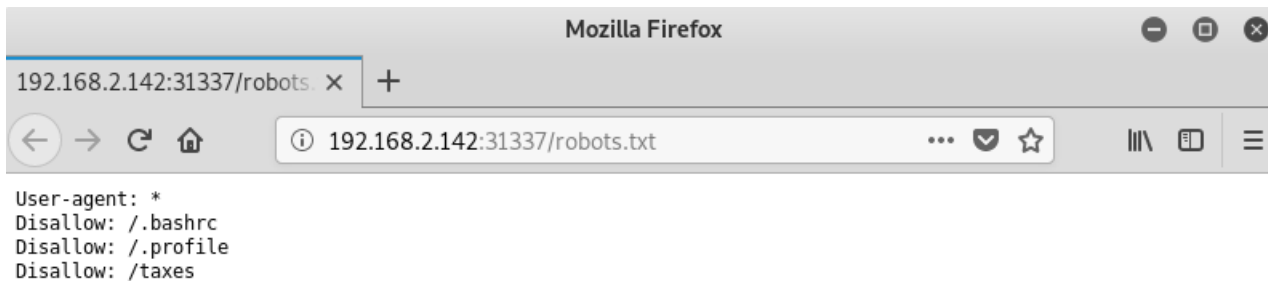 Mozilla Firefox
192.168.2.142:31337/robots.
192.168.2.142:31337/robots.txt
User-agent: *
Disallow: /.bashrc
Disallow: /.profile
Disallow: /taxes